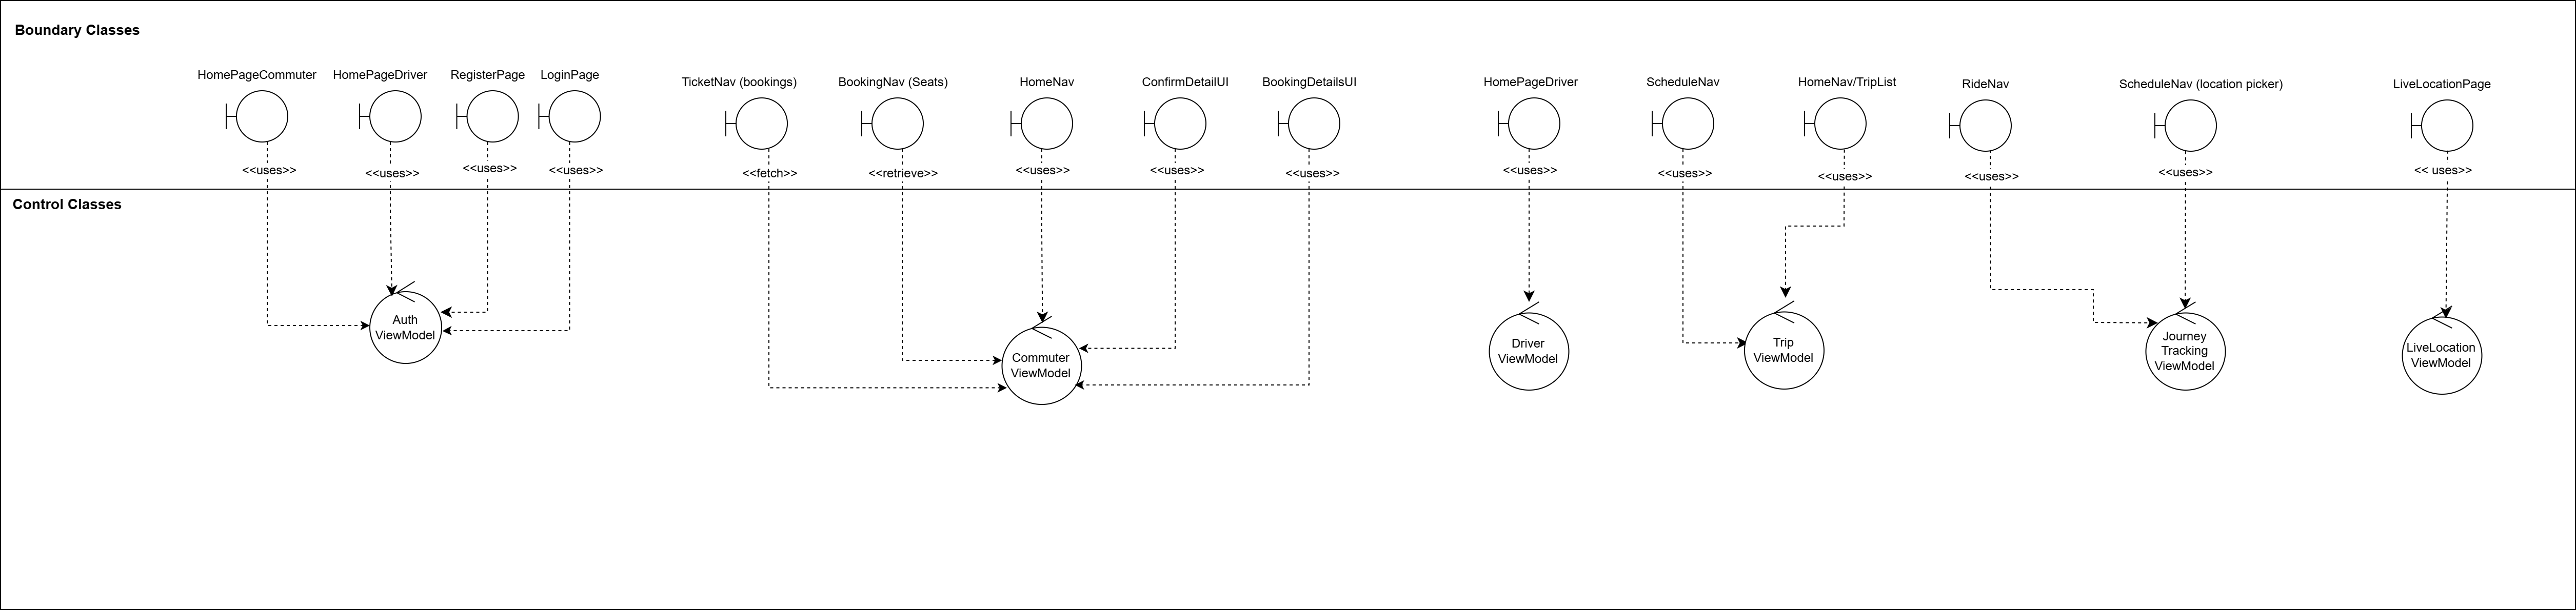 Boundary Classes
HomePageCommuter
HomePageDriver
RegisterPage
LoginPage
TicketNav (bookings)
BookingNav (Seats)
HomeNav
ConfirmDetailUI
BookingDetailsUI
HomePageDriver
ScheduleNav
HomeNav/TripList
RideNav
ScheduleNav (location picker)
LiveLocationPage
<<uses>>
<<uses>>
<<uses>>
<<uses>>
<<fetch>>
<<retrieve>>
<<uses>>
<<uses>>
<<uses>>
<<uses>>
<<uses>>
<<uses>>
<<uses>>
<<uses>>
<< uses>>
Control Classes
Auth
ViewModel
Commuter
ViewModel
Driver
ViewModel
Trip
ViewModel
Journey
Tracking
ViewModel
LiveLocation
ViewModel